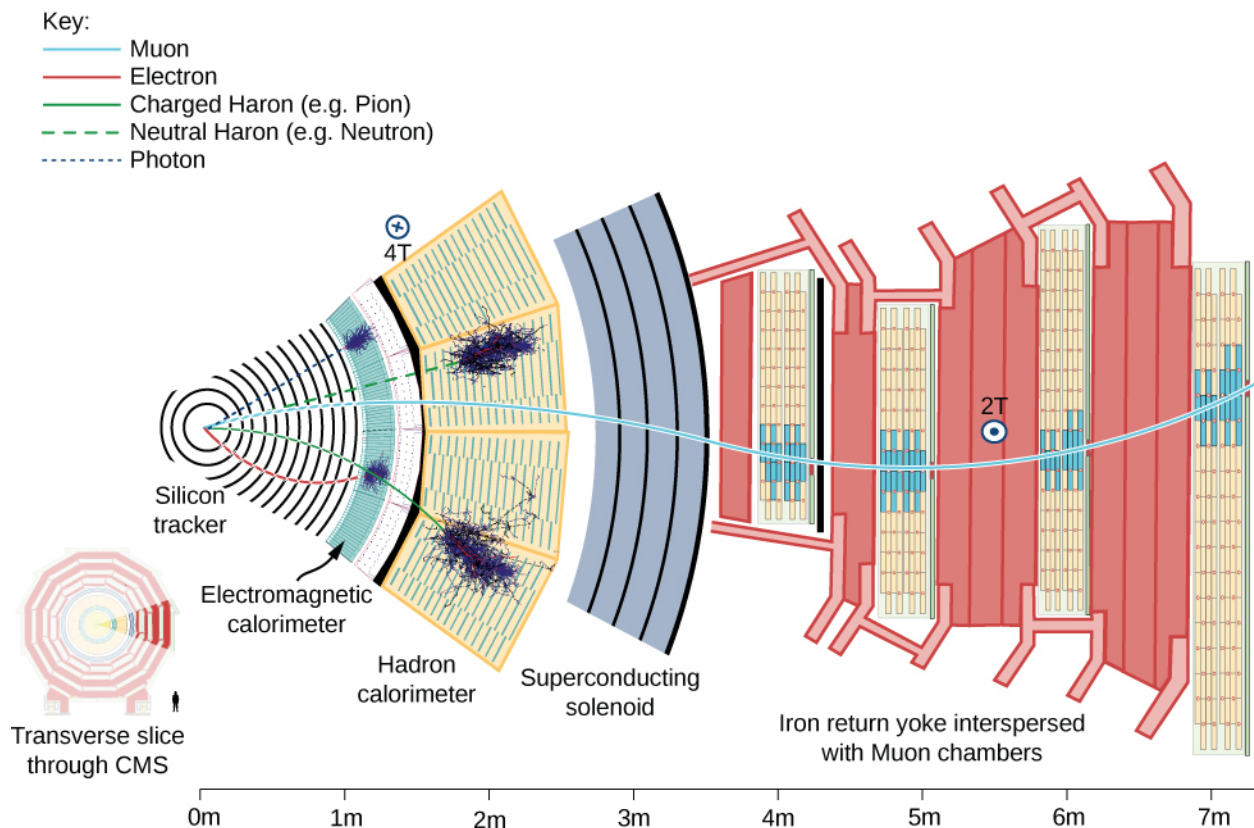 Key:
Muon
Electron
Charged Haron (e.g. Pion)
Neutral Haron (e.g. Neutron)
Photon
4T
2T
Silicon
tracker
Electromagnetic
calorimeter
Hadron
calorimeter
Superconducting
solenoid
Iron return yoke interspersed
with Muon chambers
Transverse slice
through CMS
0m 1m 2m 3m 4m 5m 6m 7m